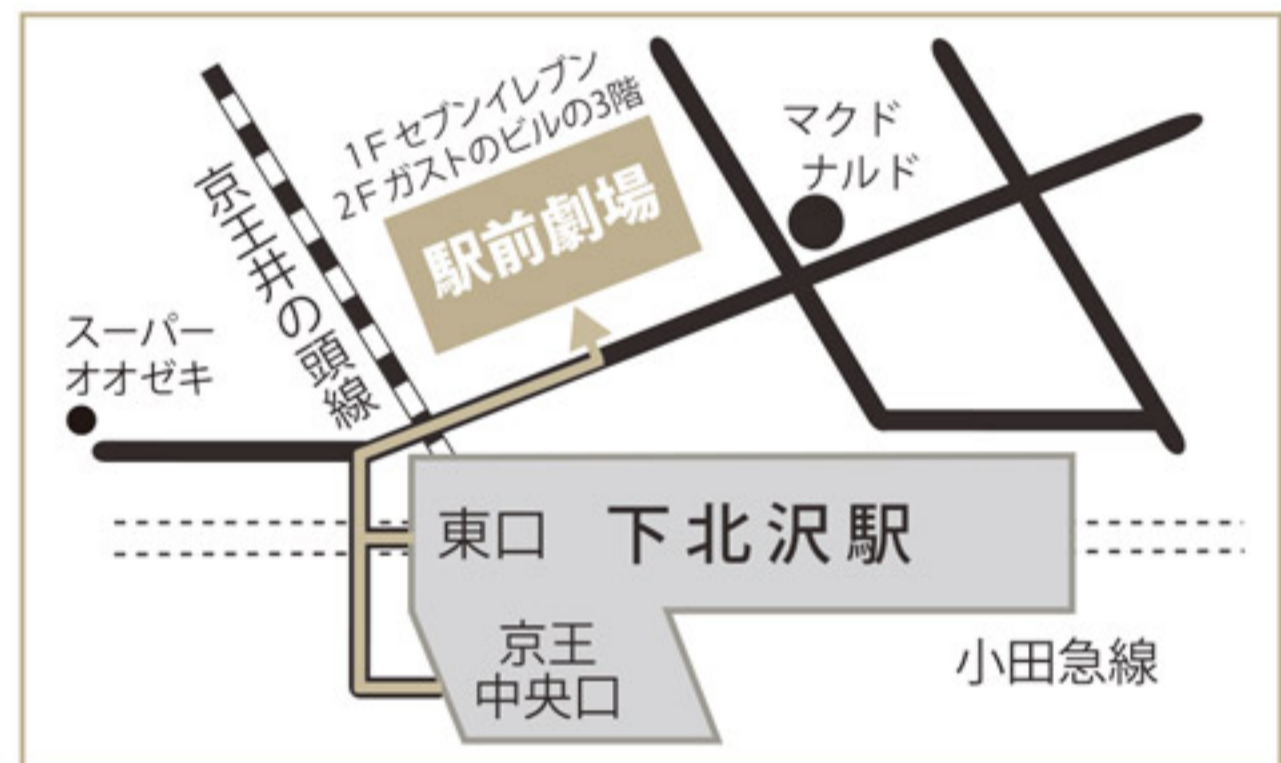 1F セブンイレブン
2F ガストのビルの3階
駅前劇場
マクド
ナルド
京王井の頭線
スーパー
オオゼキ
東口
下北沢駅
京王
中央口
小田急線